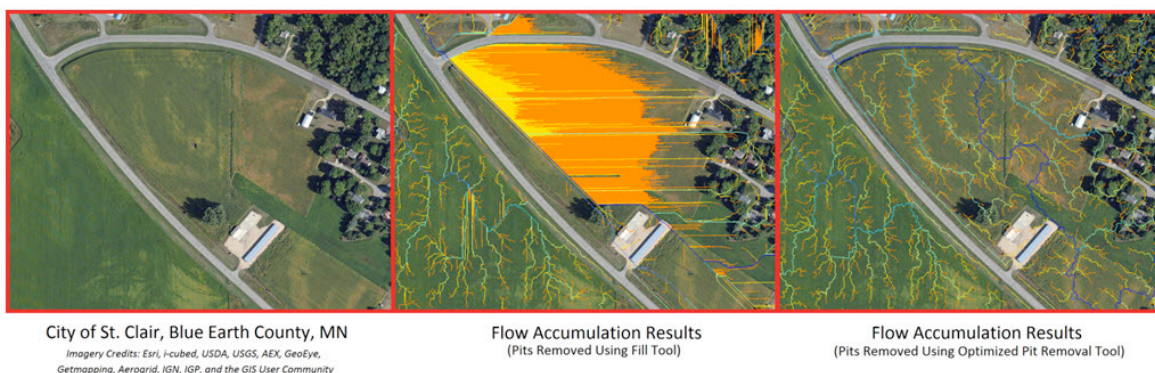 City of St. Clair, Blue Earth County, MN
Imagery Credits: Esri, i-cubed, USDA, USGS, AEX, GeoEye,
Getmapping, Aerogrid, IGN, IGP, and the GIS User Community
Flow Accumulation Results
(Pits Removed Using Fill Tool)
Flow Accumulation Results
(Pits Removed Using Optimized Pit Removal Tool)